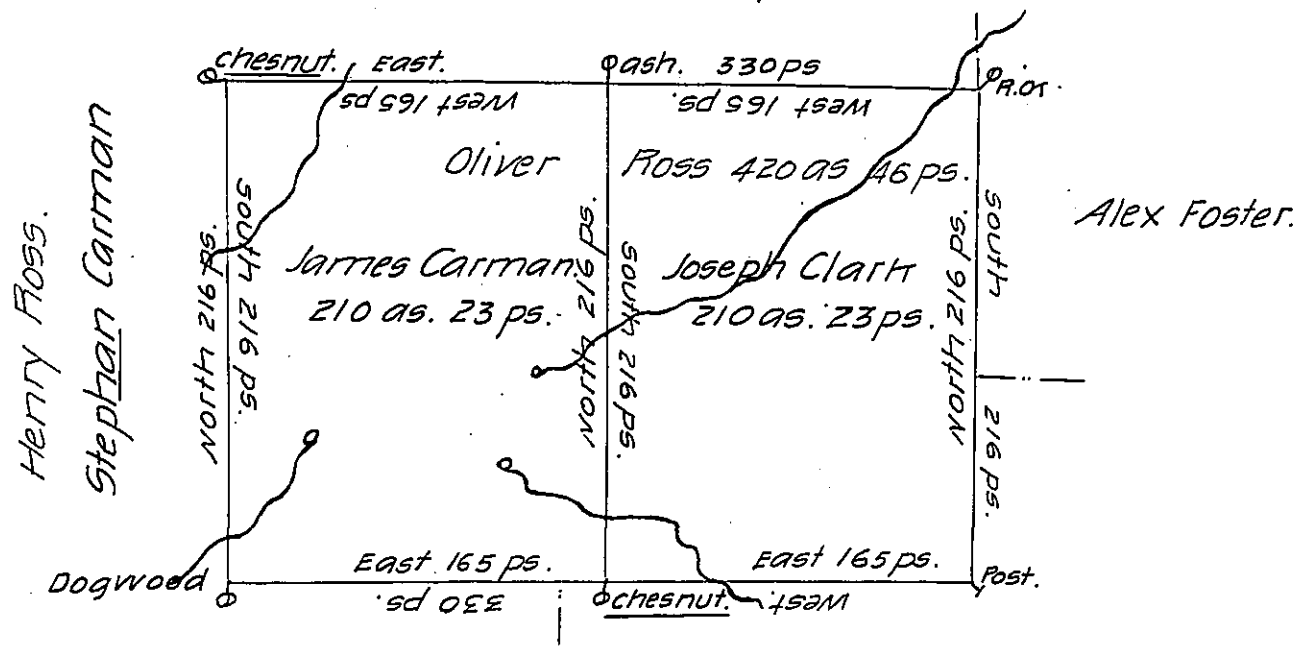 chesnut. East. ash. 330 ps
West 165 ps West 165 ps. R.o.
Oliver Ross 420 as 46 ps.
Henry Ross.
Stephan Carman
North 216 ps.
South 216 ps.
James Carman.
210 as. 23 ps.
North 216 ps.
South 216 ps.
Joseph Clark
210 as. 23 ps.
North 216 ps
South 216 ps.
Alex Foster.
Dogwood East 165 ps. East 165 ps. Post.
330 ps. chesnut. West.